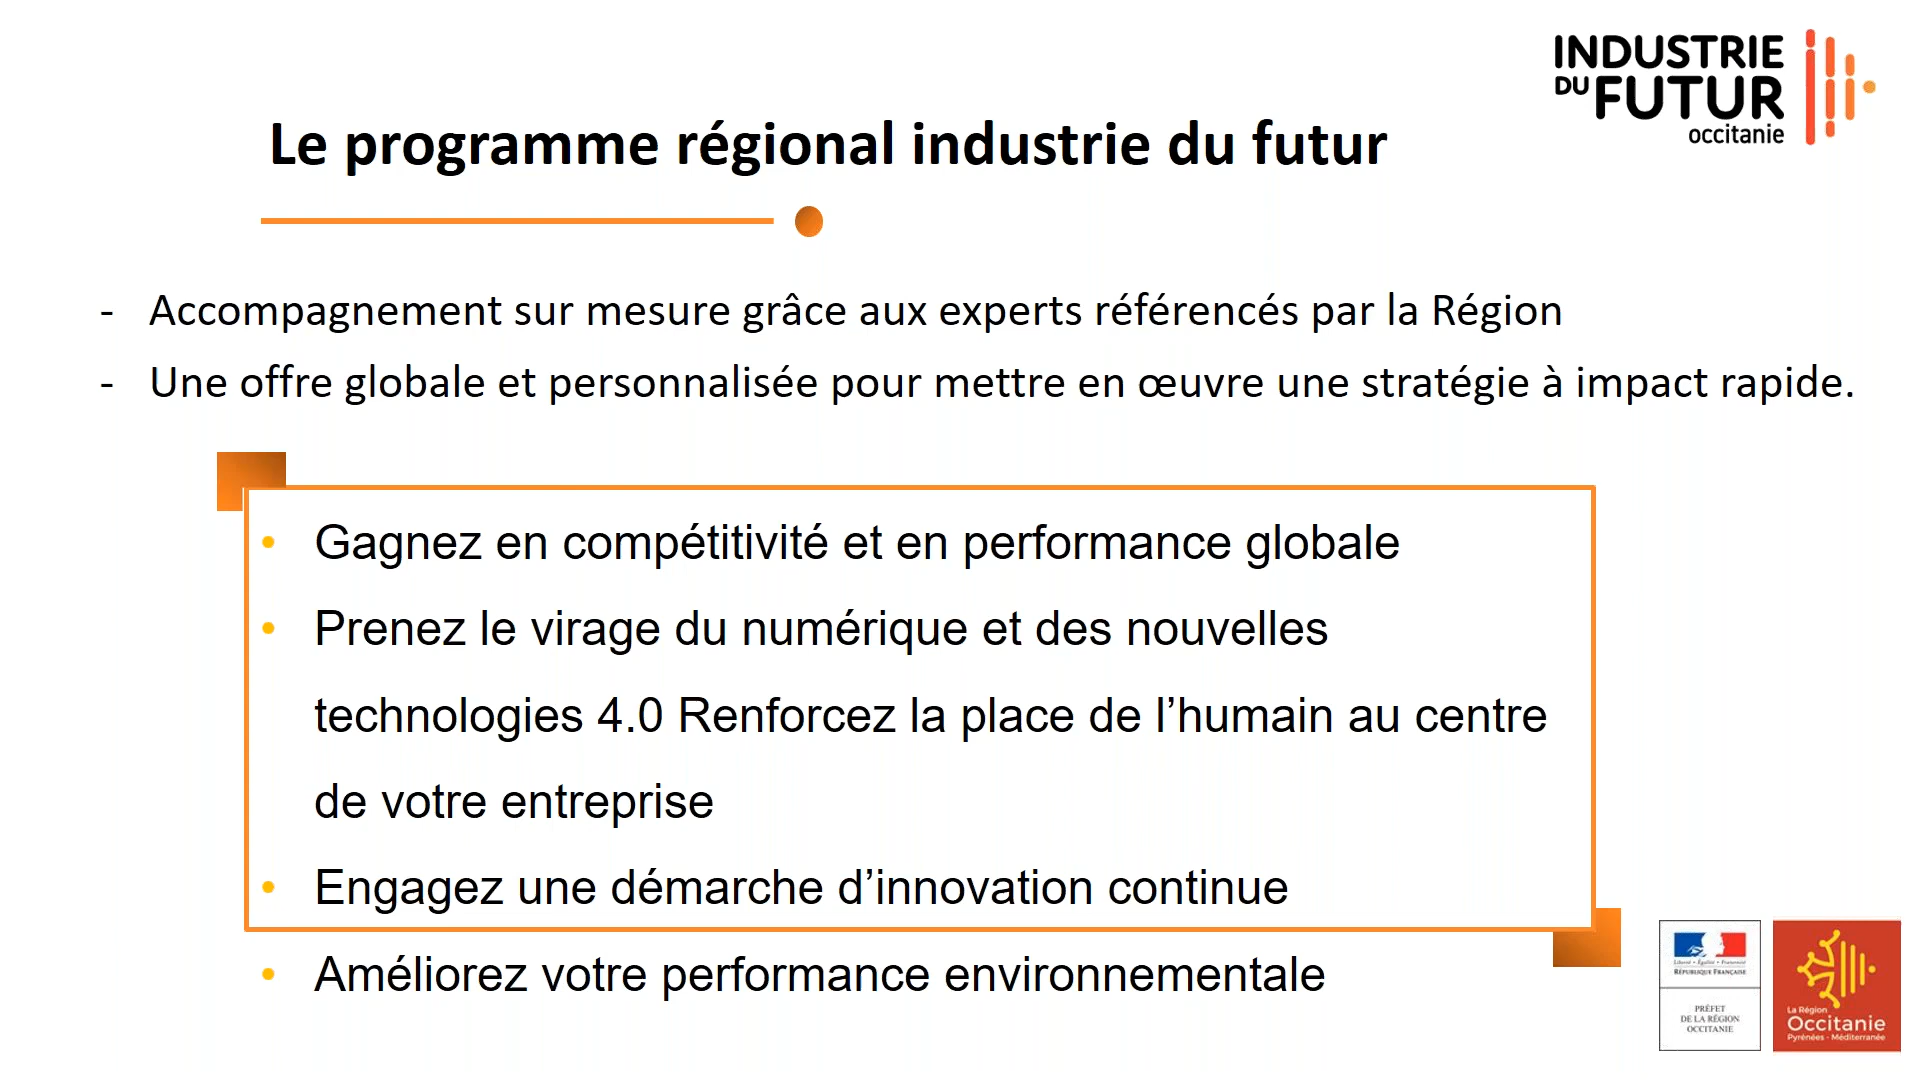 INDUSTRIE
DU FUTUR
occitanie
Le programme régional industrie du futur
- Accompagnement sur mesure grâce aux experts référencés par la Région
- Une offre globale et personnalisée pour mettre en œuvre une stratégie à impact rapide.
• Gagnez en compétitivité et en performance globale
• Prenez le virage du numérique et des nouvelles
technologies 4.0 Renforcez la place de l’humain au centre
de votre entreprise
• Engagez une démarche d’innovation continue
• Améliorez votre performance environnementale
Liberté • Égalité • Fraternité
RÉPUBLIQUE FRANÇAISE
PRÉFET
DE LA RÉGION
OCCITANIE
La Région
Occitanie
Pyrénées - Méditerranée